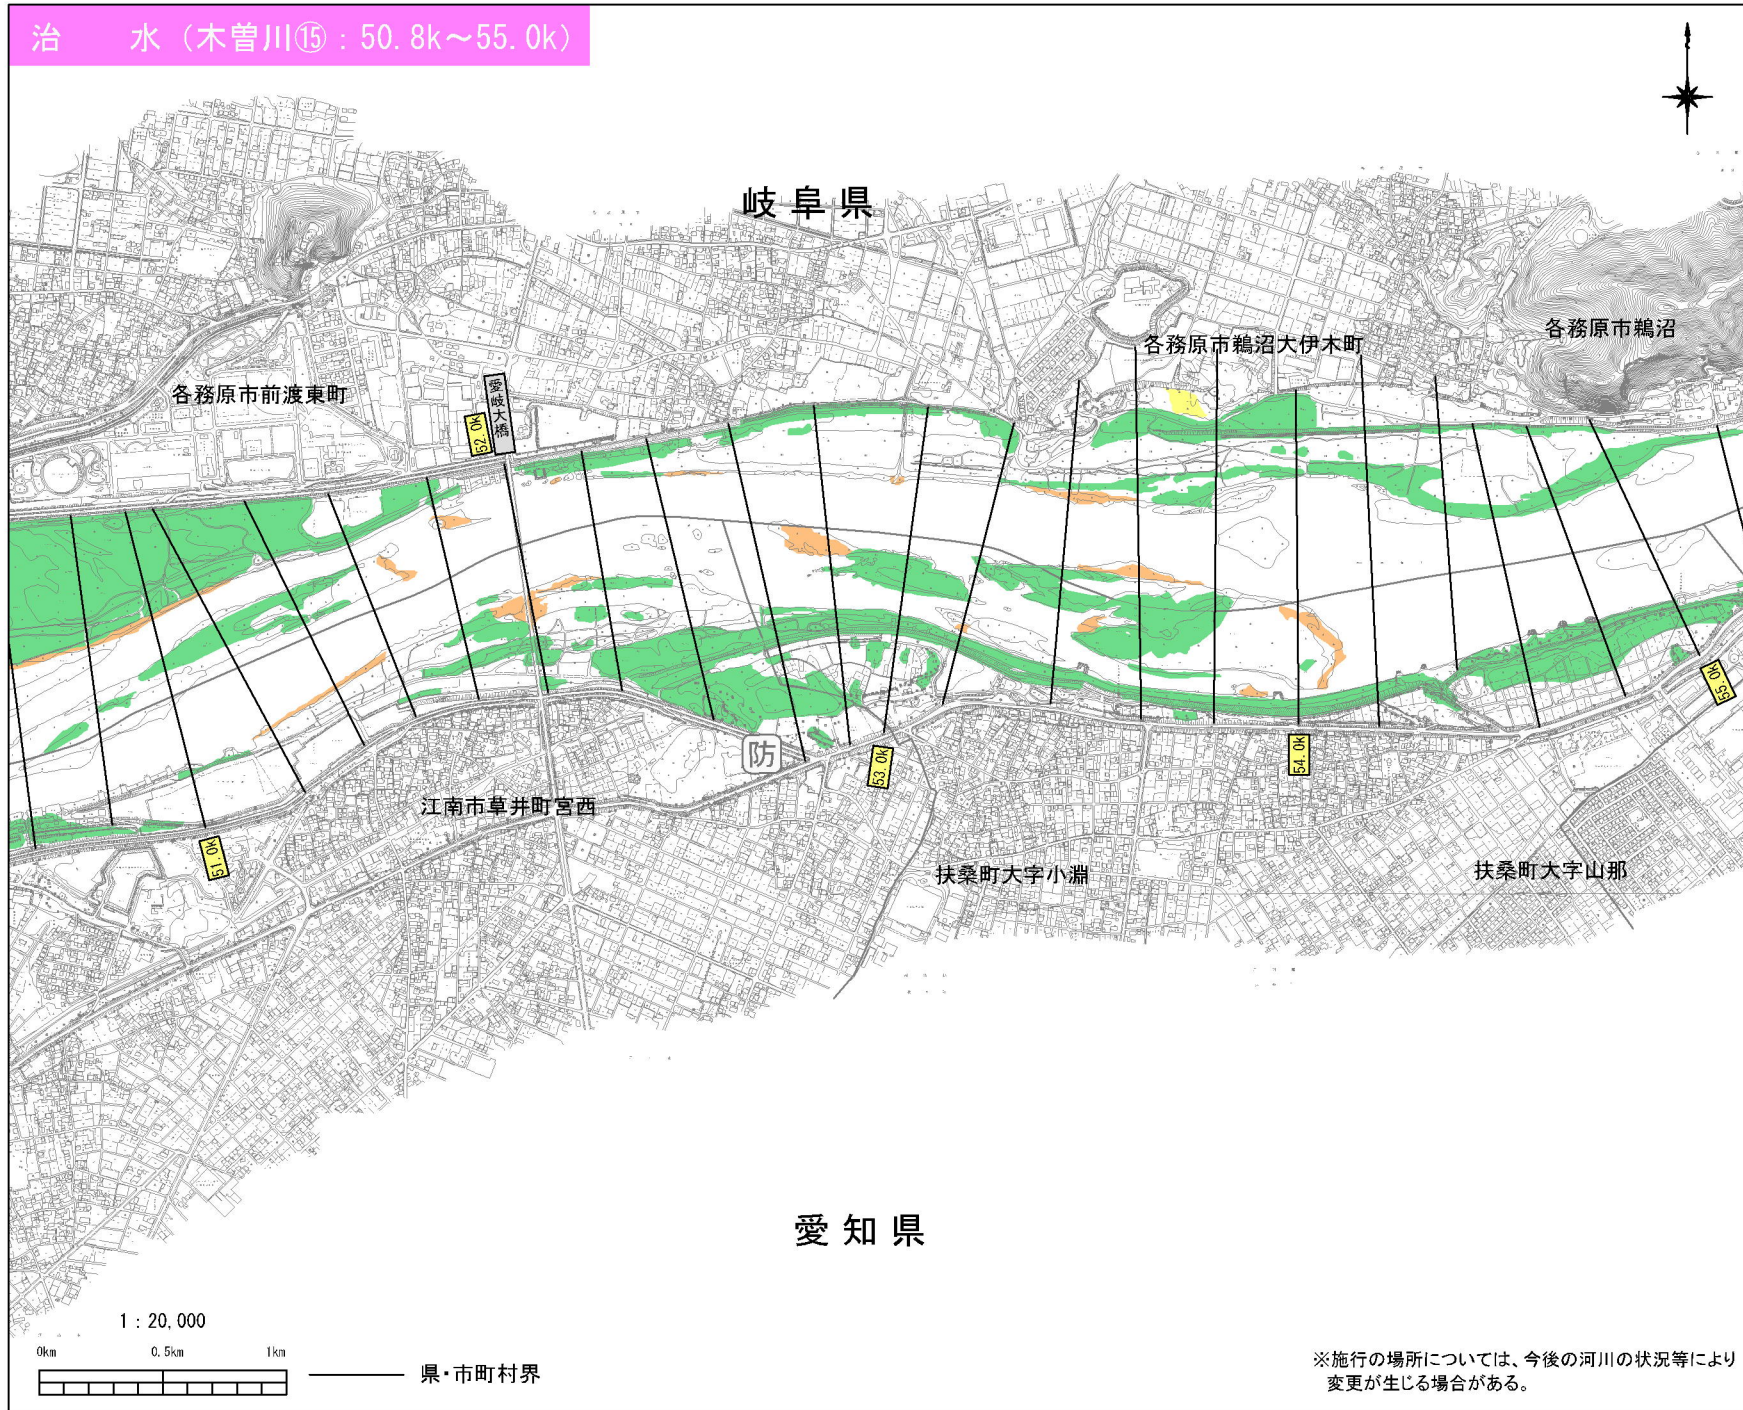 治　　水（木曽川⑮：50.8k～55.0k）
岐阜県
各務原市鵜沼
各務原市鵜沼大伊木町
各務原市前渡東町
愛岐大橋
52.0k
55.0k
防
53.0k
54.0k
江南市草井町宮西
51.0k
扶桑町大字小淵
扶桑町大字山那
愛知県
1：20,000
0km 0.5km 1km
県・市町村界
※施行の場所については、今後の河川の状況等により
変更が生じる場合がある。